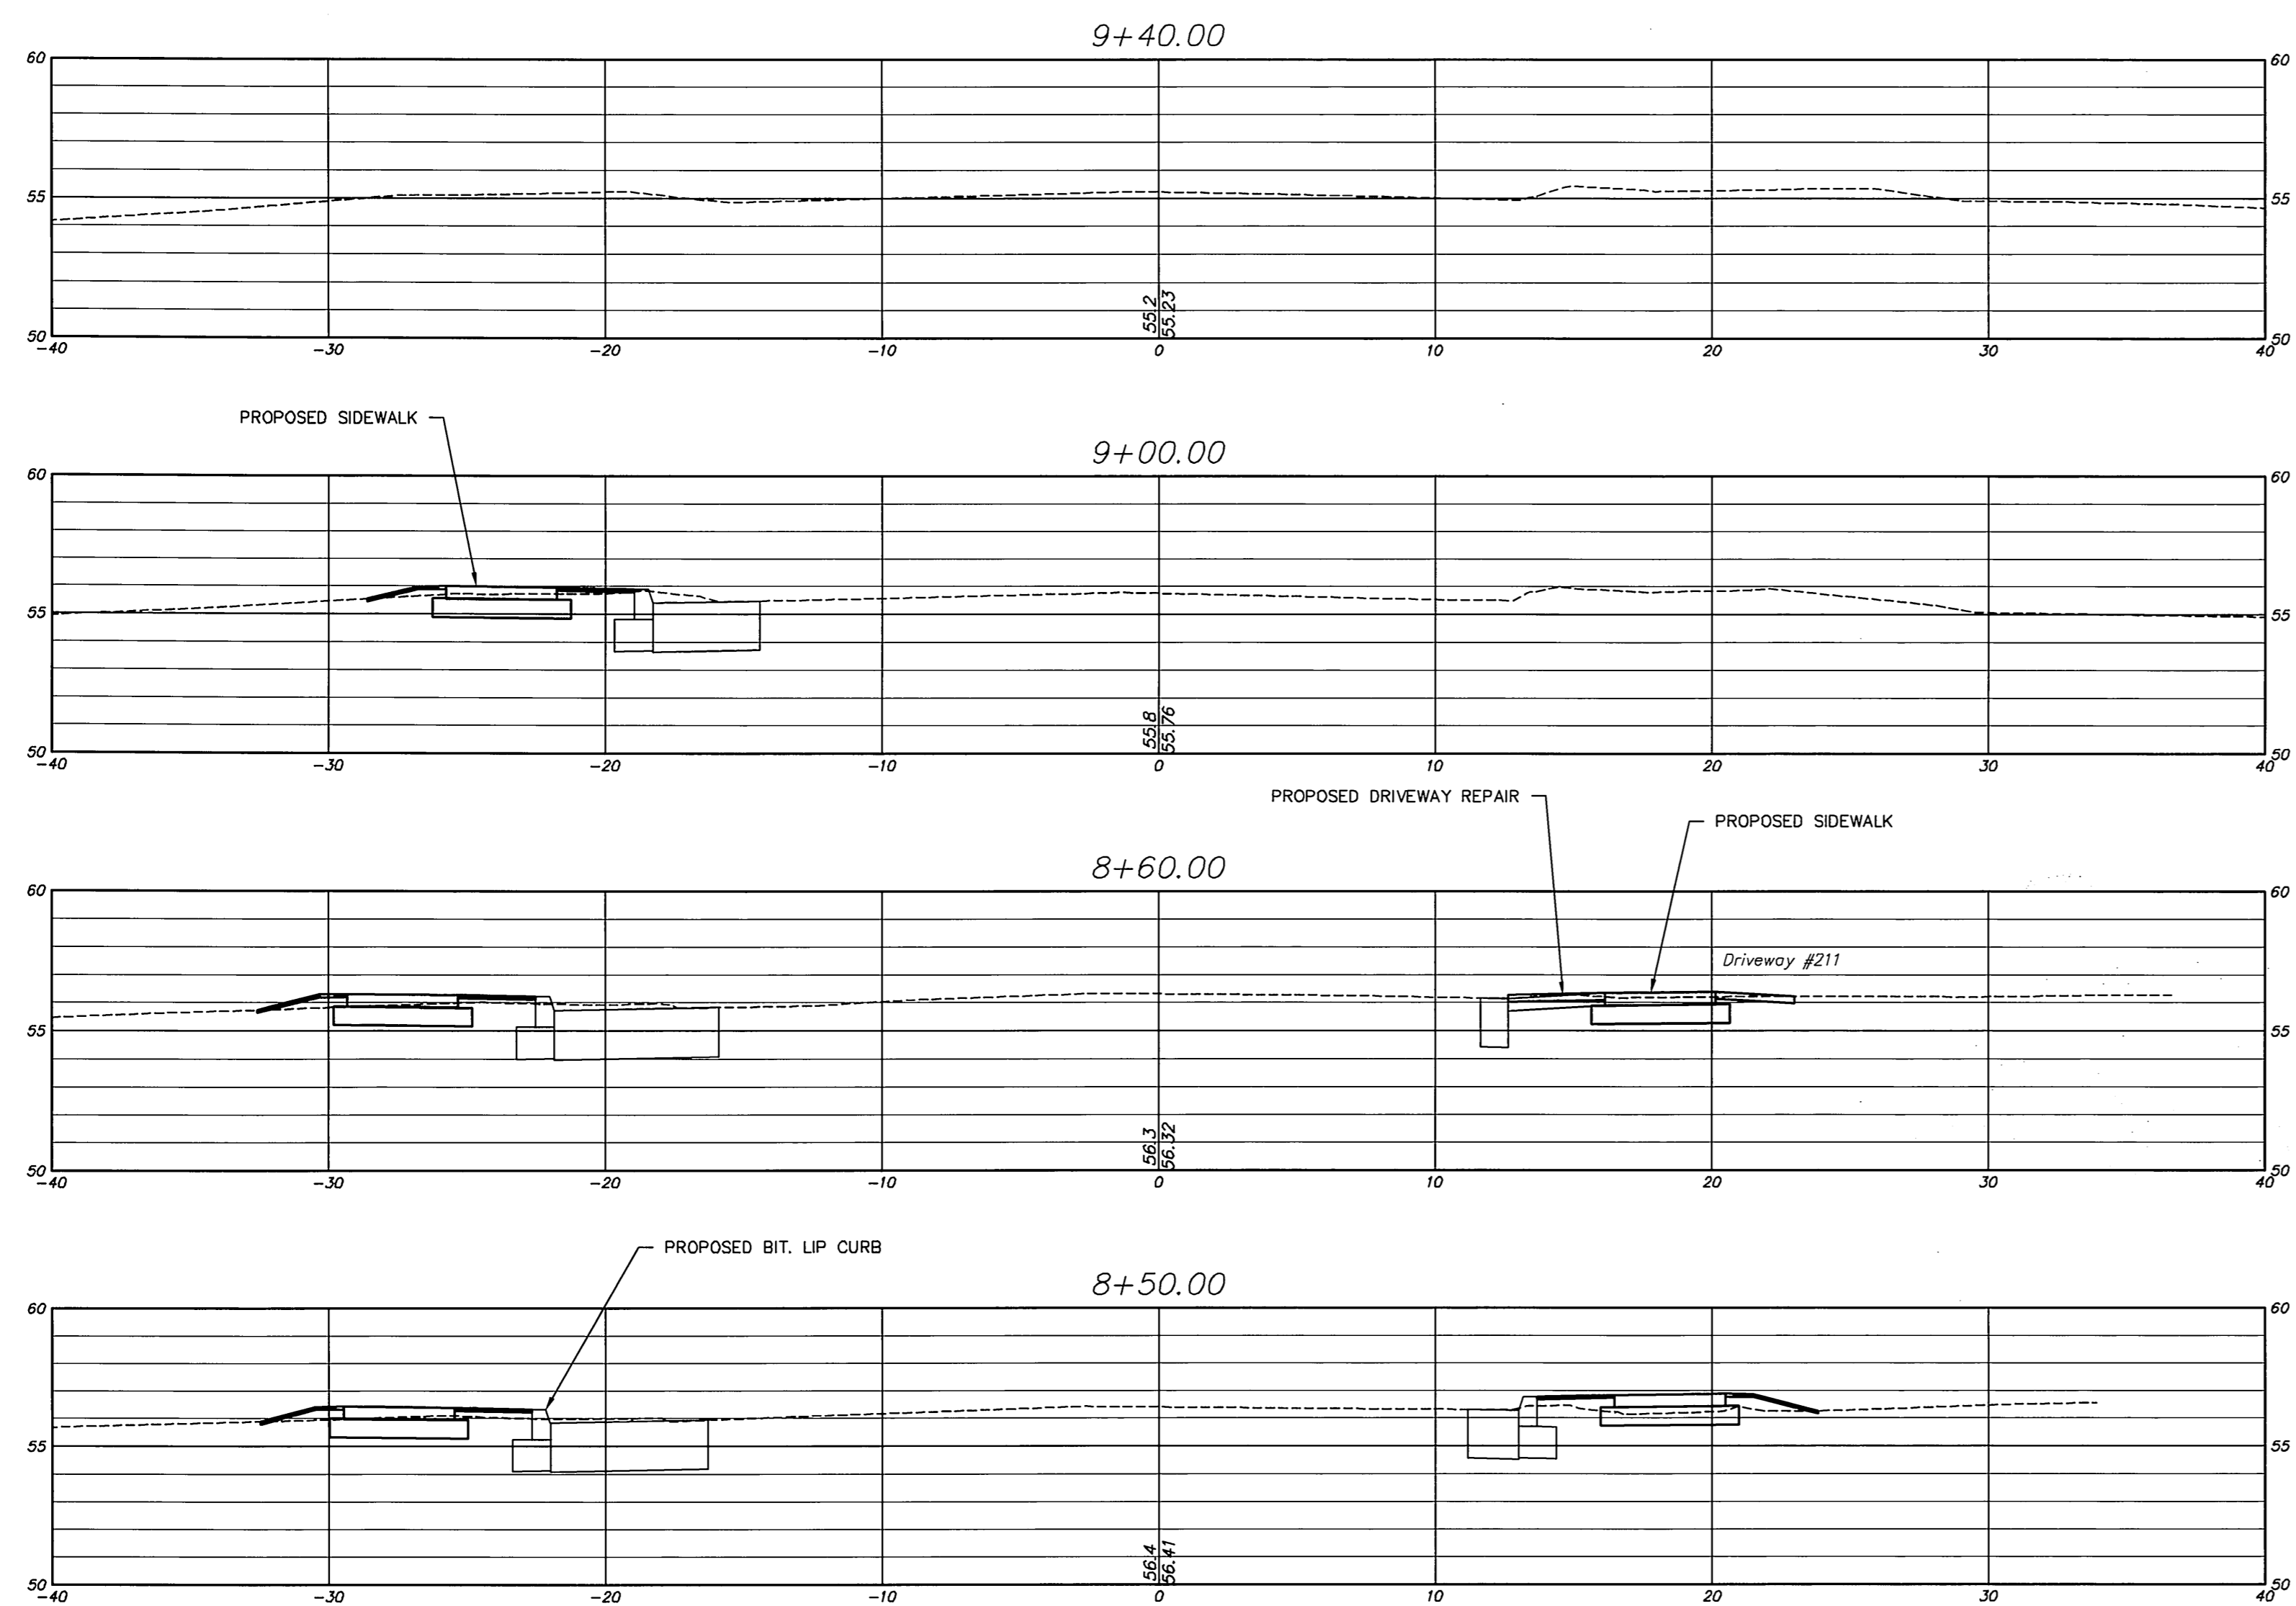 9+40.00
60 60
55 55
55.2 55.23
50 50
-40 -30 -20 -10 0 10 20 30 40
PROPOSED SIDEWALK
9+00.00
60 60
55 55
55.8 55.76
50 50
-40 -30 -20 -10 0 10 20 30 40
PROPOSED DRIVEWAY REPAIR
PROPOSED SIDEWALK
8+60.00
60 60
Driveway #211
55 55
56.3 56.32
50 50
-40 -30 -20 -10 0 10 20 30 40
PROPOSED BIT. LIP CURB
8+50.00
60 60
55 55
56.4 56.41
50 50
-40 -30 -20 -10 0 10 20 30 40